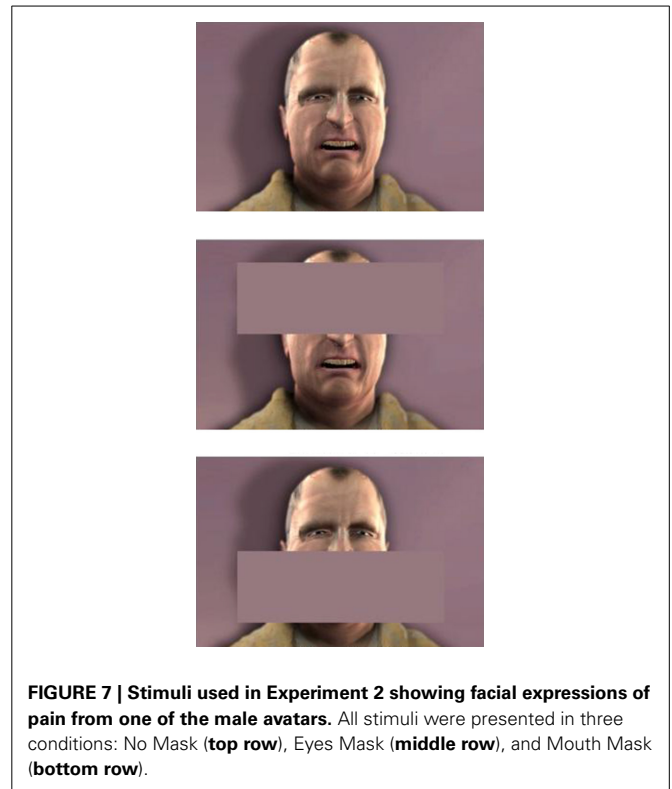 FIGURE 7 | Stimuli used in Experiment 2 showing facial expressions of
pain from one of the male avatars. All stimuli were presented in three
conditions: No Mask (top row), Eyes Mask (middle row), and Mouth Mask
(bottom row).